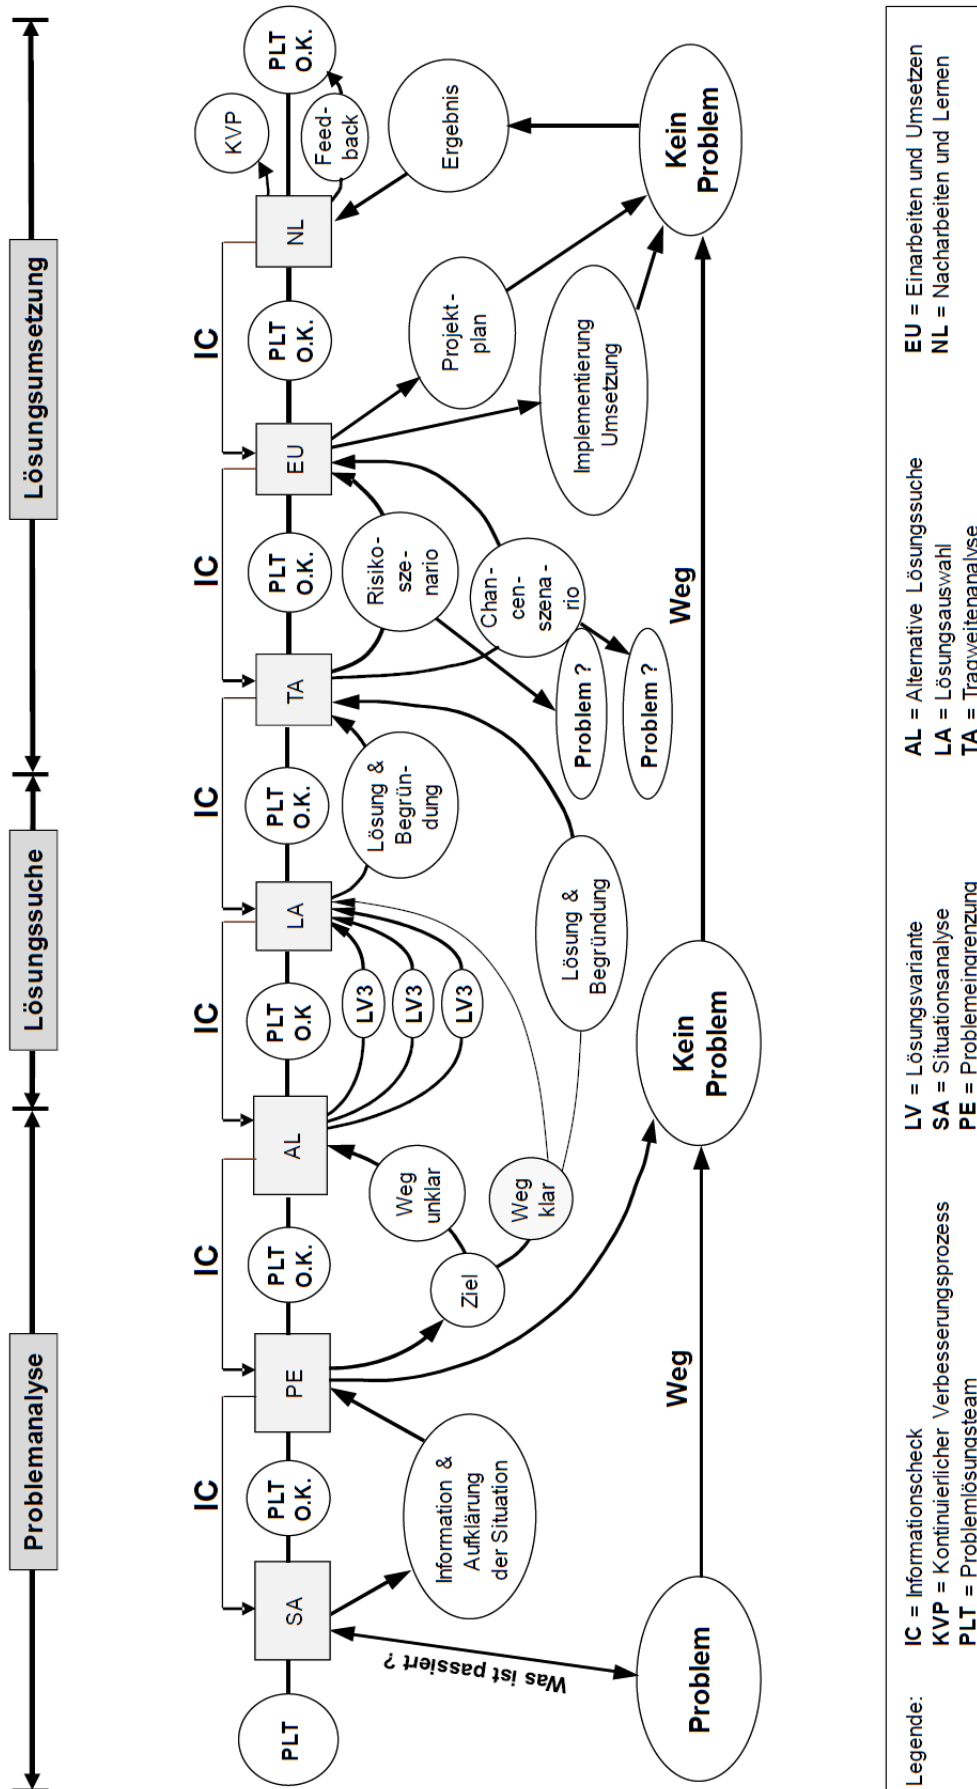 Problemanalyse
Lösungssuche
Lösungsumsetzung
IC
IC
IC
IC
IC
IC
PLT
SA
PLT
O.K.
PE
PLT
O.K.
AL
PLT
O.K
LA
PLT
O.K.
TA
PLT
O.K.
EU
PLT
O.K.
NL
KVP
Feed-
back
PLT
O.K.
Was ist passiert ?
Information &
Aufklärung
der Situation
Ziel
Weg
unklar
Weg
klar
LV3
LV3
LV3
Lösung &
Begrün-
dung
Lösung &
Begründung
Risiko-
sze-
nario
Chan-
cen-
szena-
rio
Problem ?
Problem ?
Projekt-
plan
Implementierung
Umsetzung
Ergebnis
Problem
Weg
Kein
Problem
Weg
Kein
Problem
Legende:
IC = Informationscheck
KVP = Kontinuierlicher Verbesserungsprozess
PLT = Problemlösungsteam
LV = Lösungsvariante
SA = Situationsanalyse
PE = Problemeingrenzung
AL = Alternative Lösungssuche
LA = Lösungsauswahl
TA = Tragweitenanalyse
EU = Einarbeiten und Umsetzen
NL = Nacharbeiten und Lernen